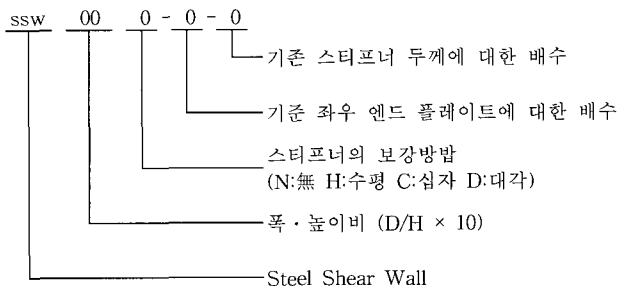 ssw 00 0 - 0 - 0
기존 스티프너 두께에 대한 배수
기준 좌우 엔드 플레이트에 대한 배수
스티프너의 보강방밥
(N:無 H:수평 C:십자 D:대각)
폭・높이비 (D/H × 10)
Steel Shear Wall